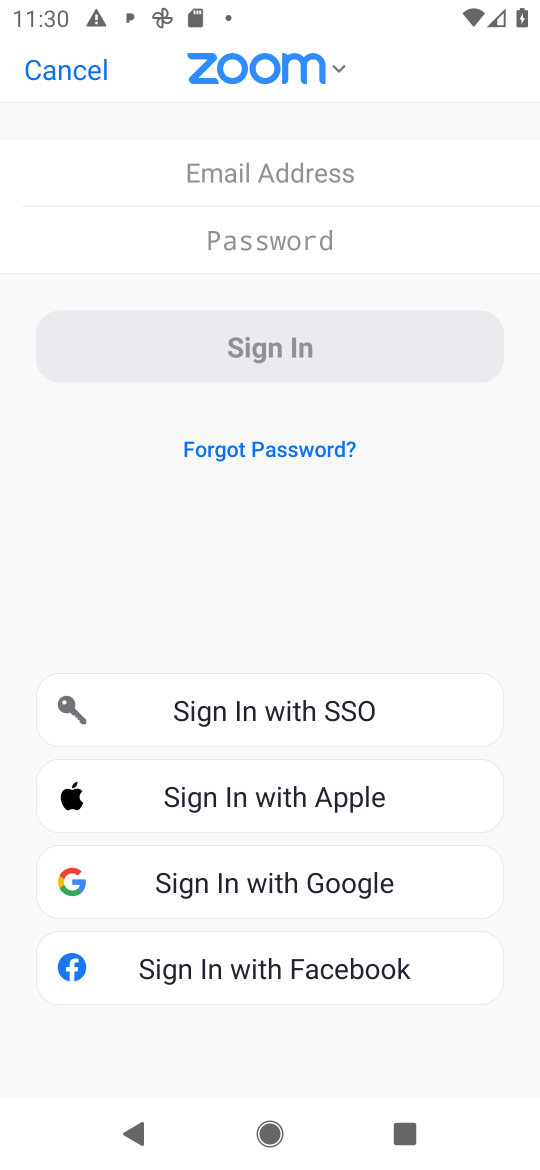 11:30
Cancel
zoom
Email Address
Password
Sign In
Forgot Password?
Sign In with SSO
Sign In with Apple
Sign In with Google
Sign In with Facebook